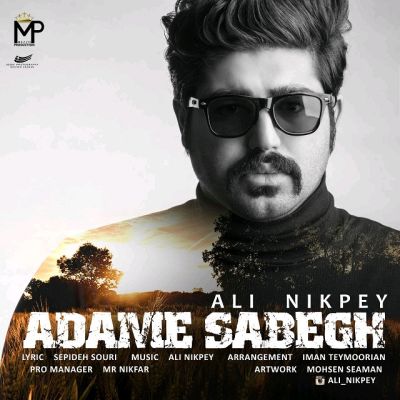 MP
PRODUCTION
ALI NIKPEY
ADAME SABEGH
LYRIC SEPIDEH SOURI MUSIC ALI NIKPEY ARRANGEMENT IMAN TEYMOORIAN
PRO MANAGER MR NIKFAR ARTWORK MOHSEN SEAMAN
ALI_NIKPEY